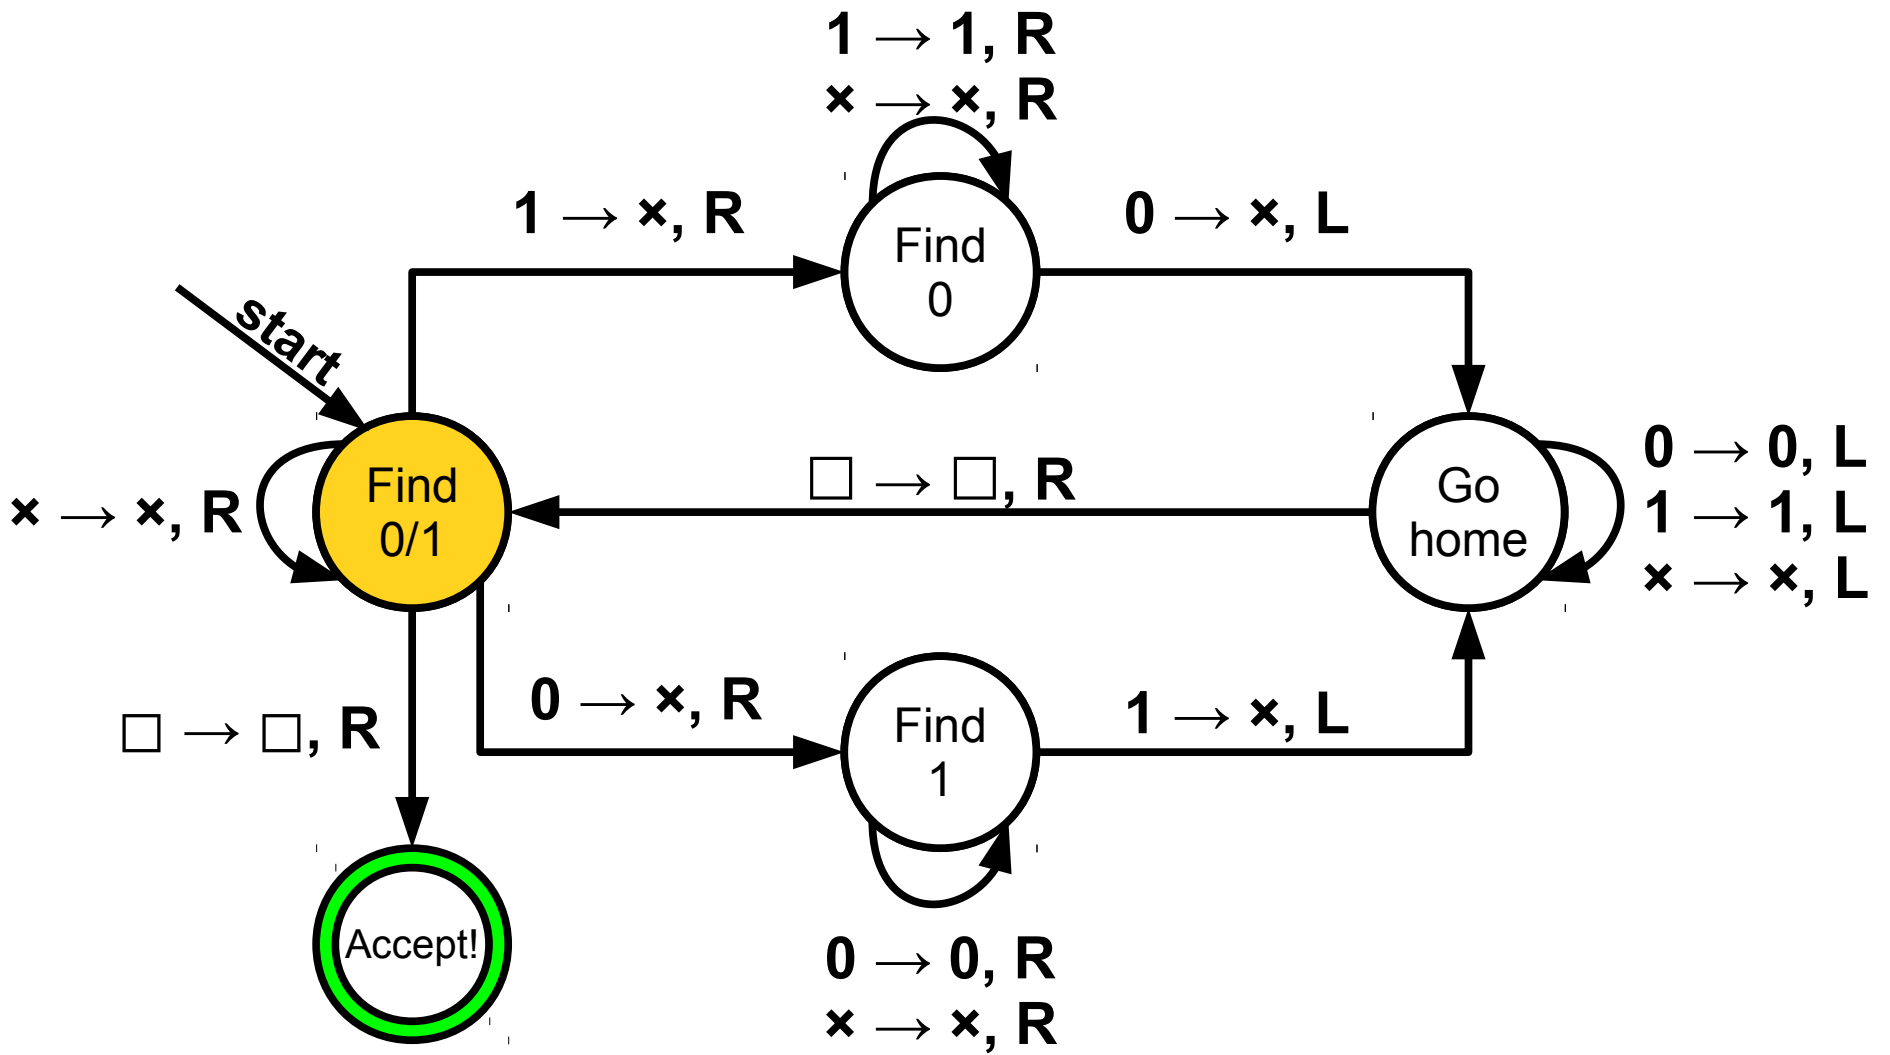 1 → 1, R
× → ×, R
1 → ×, R
0 → ×, L
Find
0
start
Find
0/1
× → ×, R
□ → □, R
Go
home
0 → 0, L
1 → 1, L
× → ×, L
0 → ×, R
1 → ×, L
Find
1
□ → □, R
Accept!
0 → 0, R
× → ×, R